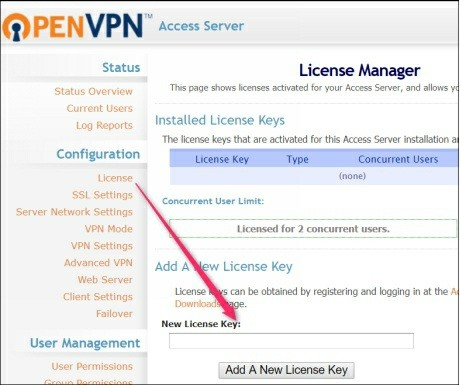 OPENVPN™ Access Server
Status
Status Overview
Current Users
Log Reports
Configuration
License
SSL Settings
Server Network Settings
VPN Mode
VPN Settings
Advanced VPN
Web Server
Client Settings
Failover
User Management
User Permissions
Group Permissions
License Manager
This page shows licenses activated for your Access Server, and allows yo
Installed License Keys
The license keys that are activated for this Access Server installation a
License Key Type Concurrent Users
(none)
Concurrent User Limit:
Licensed for 2 concurrent users.
Add A New License Key
License Keys can be obtained by registering and logging in at the A
Downloads page.
New License Key:
Add A New License Key